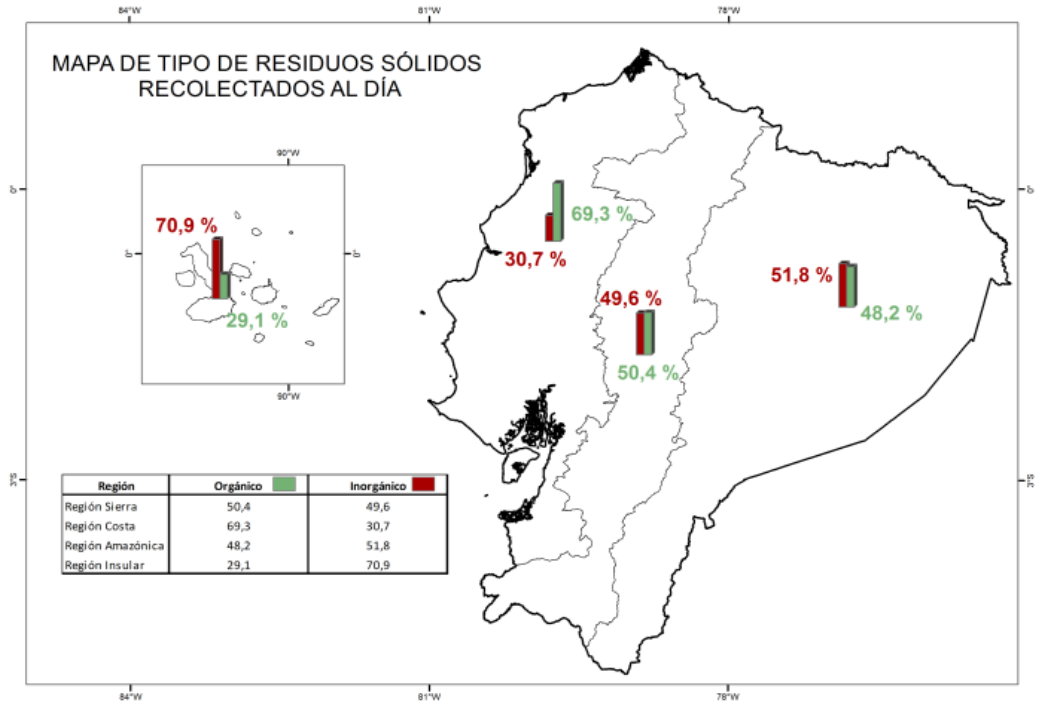 84°W 81°W 78°W
MAPA DE TIPO DE RESIDUOS SÓLIDOS
RECOLECTADOS AL DÍA
90°W
0° 0°
70,9 %
69,3 %
0° 0°
30,7 %
51,8 %
49,6 %
48,2 %
29,1 %
50,4 %
90°W
3°S 3°S
Región Orgánico Inorgánico
Región Sierra 50,4 49,6
Región Costa 69,3 30,7
Región Amazónica 48,2 51,8
Región Insular 29,1 70,9
84°W 81°W 78°W